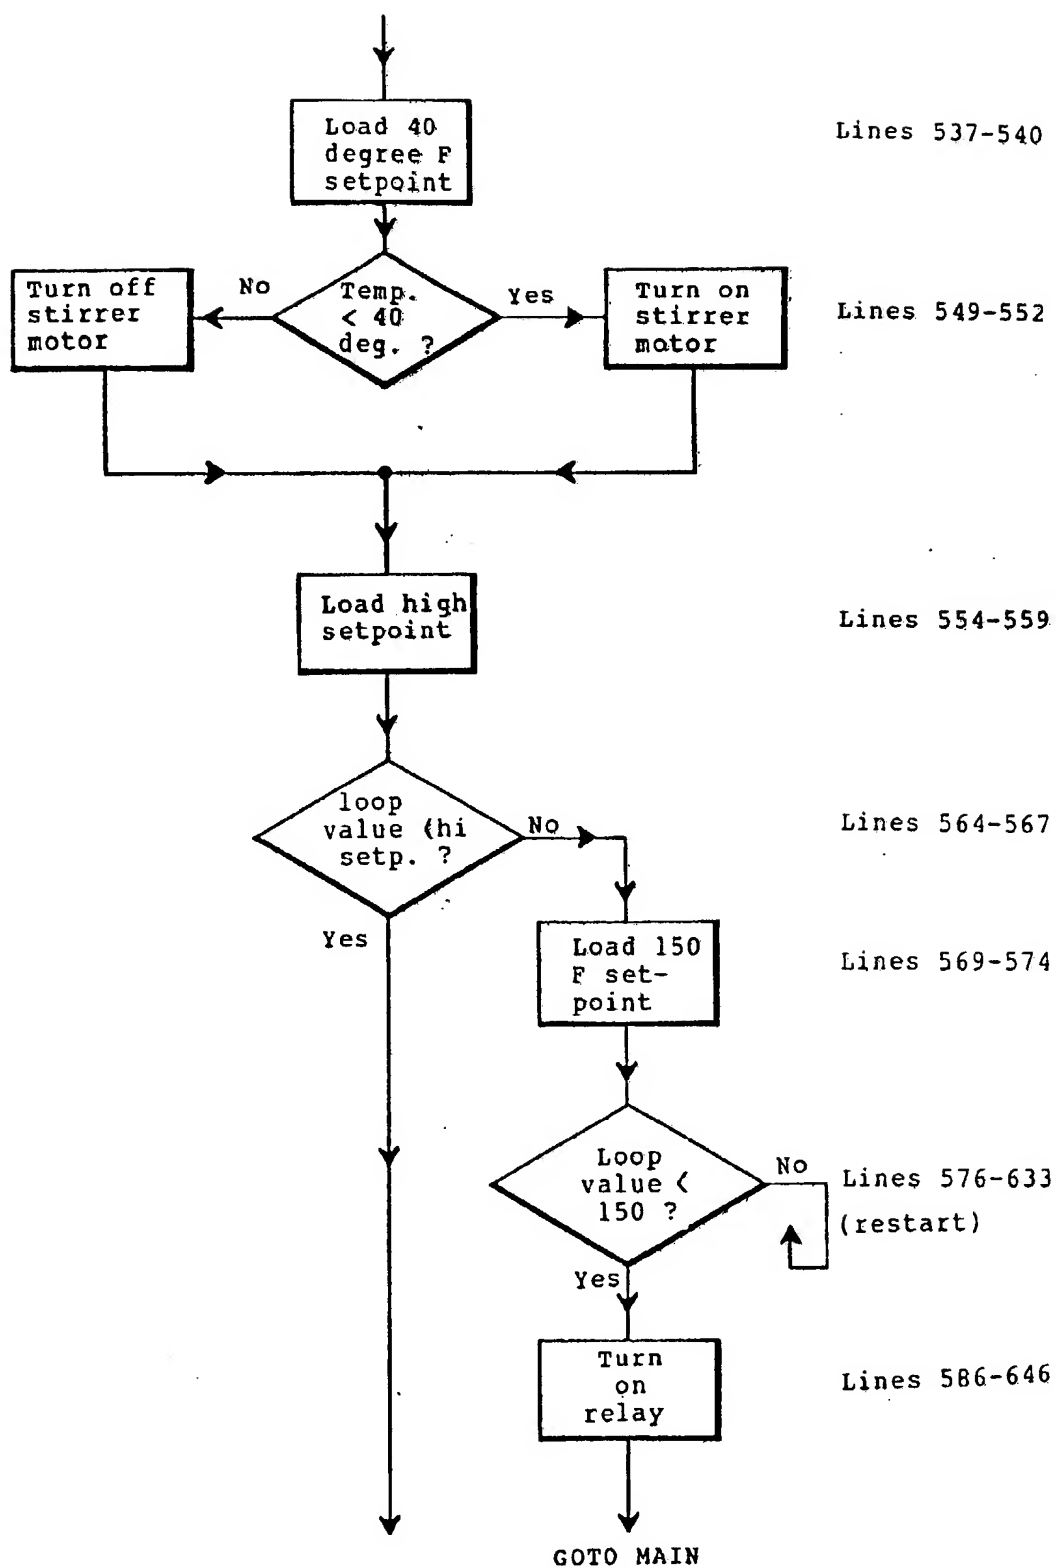 Load 40
degree F
setpoint
Lines 537-540
Turn off
stirrer
motor
No
Temp.
< 40
deg. ?
Yes
Turn on
stirrer
motor
Lines 549-552
Load high
setpoint
Lines 554-559
loop
value (hi
setp. ?
No
Lines 564-567
Yes
Load 150
F set-
point
Lines 569-574
Loop
value <
150 ?
No
Lines 576-633
(restart)
Yes
Turn
on
relay
Lines 586-646
GOTO MAIN